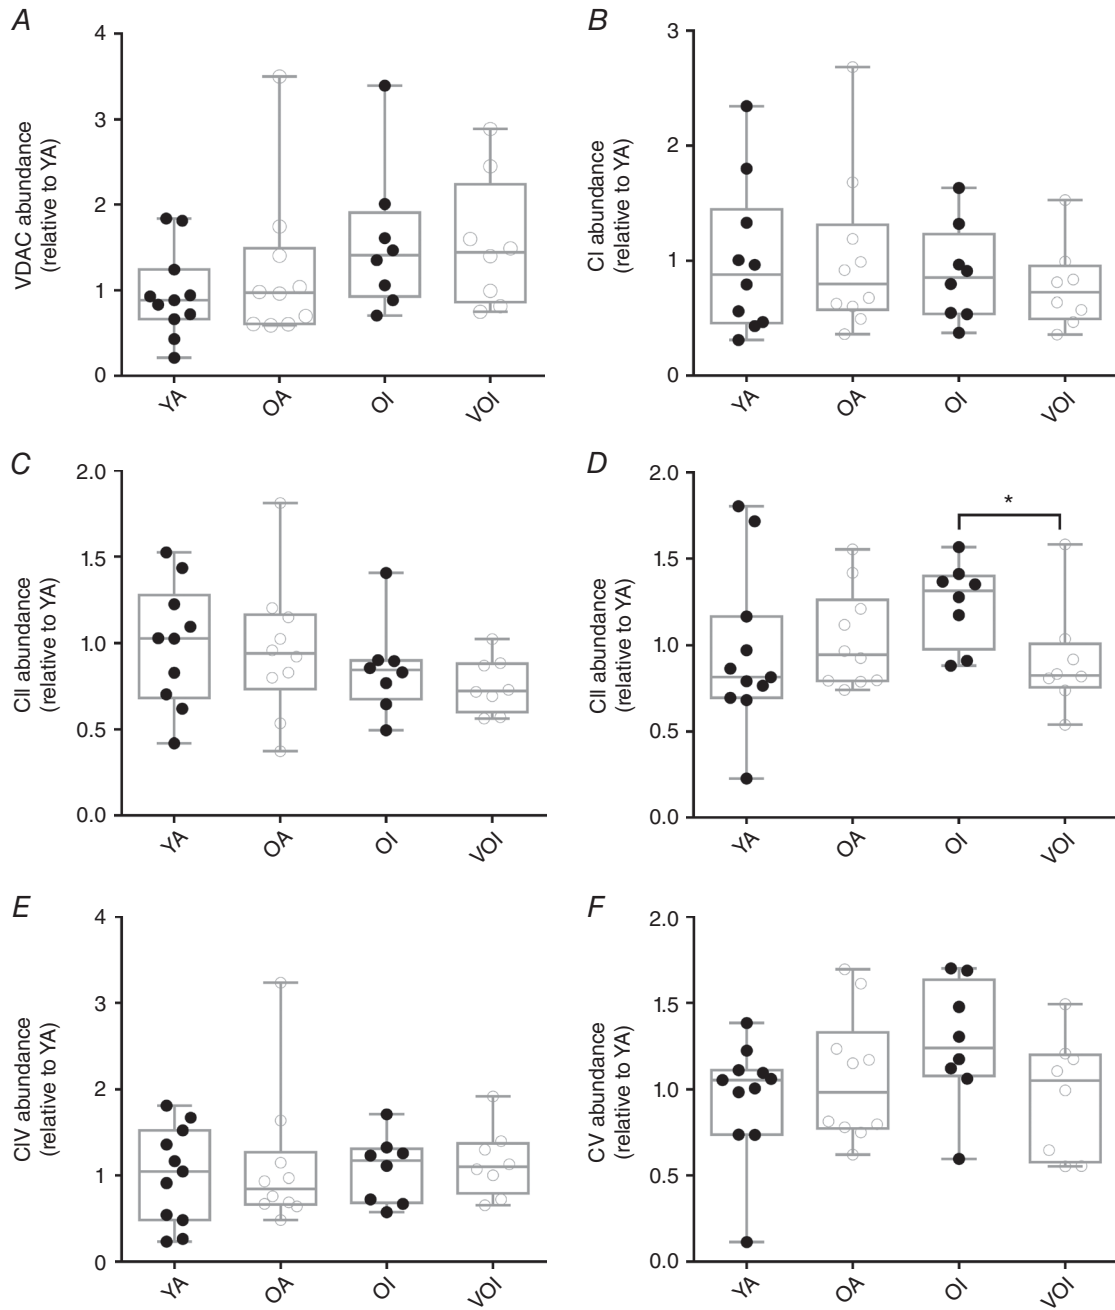 A
VDAC abundance
(relative to YA)
4
3
2
1
0
YA
OA
OI
VOI
B
CI abundance
(relative to YA)
3
2
1
0
YA
OA
OI
VOI
C
CII abundance
(relative to YA)
2.0
1.5
1.0
0.5
0.0
YA
OA
OI
VOI
D
CII abundance
(relative to YA)
2.0
1.5
1.0
0.5
0.0
*
YA
OA
OI
VOI
E
CIV abundance
(relative to YA)
4
3
2
1
0
YA
OA
OI
VOI
F
CV abundance
(relative to YA)
2.0
1.5
1.0
0.5
0.0
YA
OA
OI
VOI